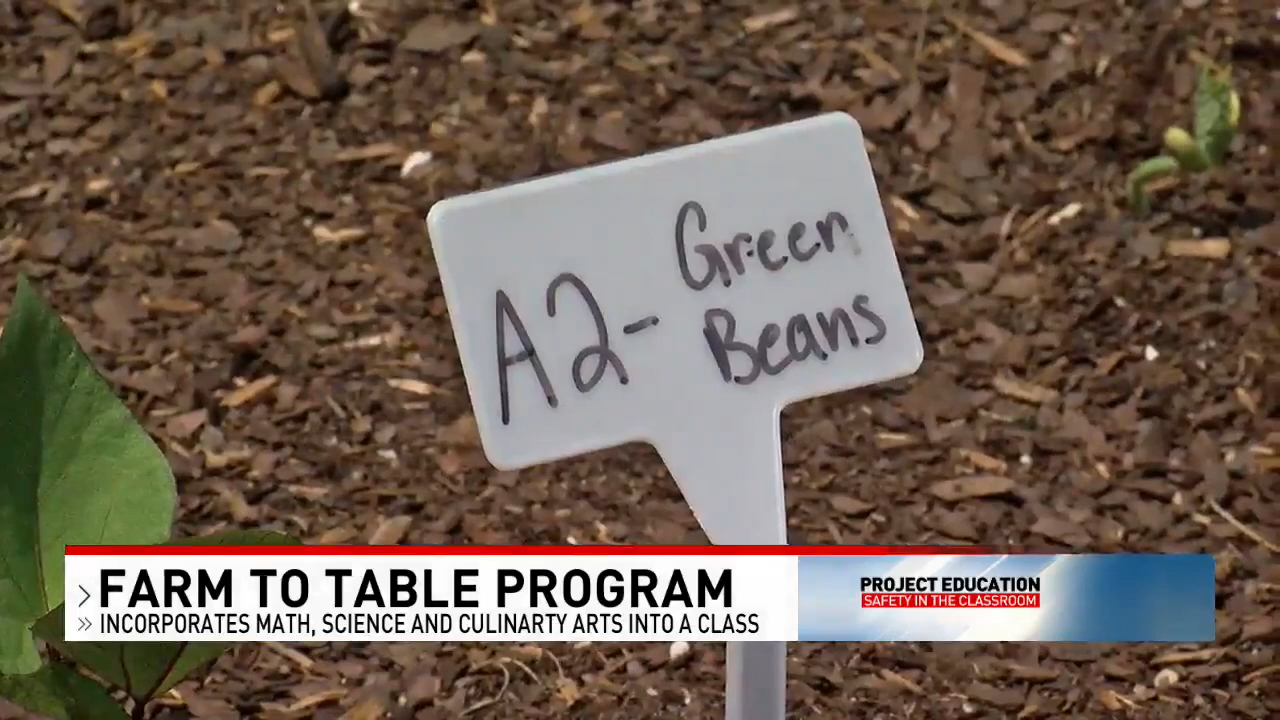 A2- Green
Beans
FARM TO TABLE PROGRAM
INCORPORATES MATH, SCIENCE AND CULINARTY ARTS INTO A CLASS
PROJECT EDUCATION
SAFETY IN THE CLASSROOM